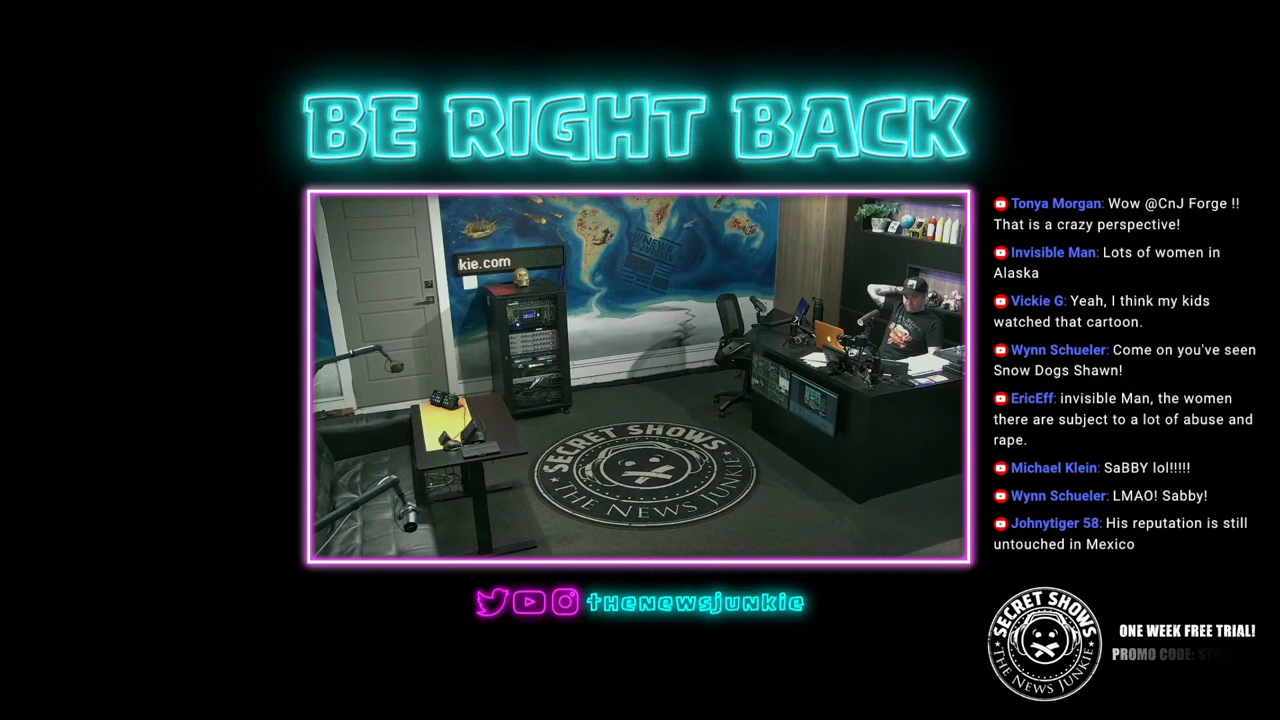 BE RIGHT BACK
kie.com
THE NEWS
JUNKIE
SECRET SHOWS
THE NEWS JUNKIE
Tonya Morgan: Wow @CnJ Forge !!
That is a crazy perspective!
Invisible Man: Lots of women in
Alaska
Vickie G: Yeah, I think my kids
watched that cartoon.
Wynn Schueler: Come on you've seen
Snow Dogs Shawn!
EricEff: invisible Man, the women
there are subject to a lot of abuse and
rape.
Michael Klein: SaBBY lol!!!!!
Wynn Schueler: LMAO! Sabby!
Johnytiger 58: His reputation is still
untouched in Mexico
thenewsjunkie
SECRET SHOWS
THE NEWS JUNKIE
ONE WEEK FREE TRIAL!
PROMO CODE: